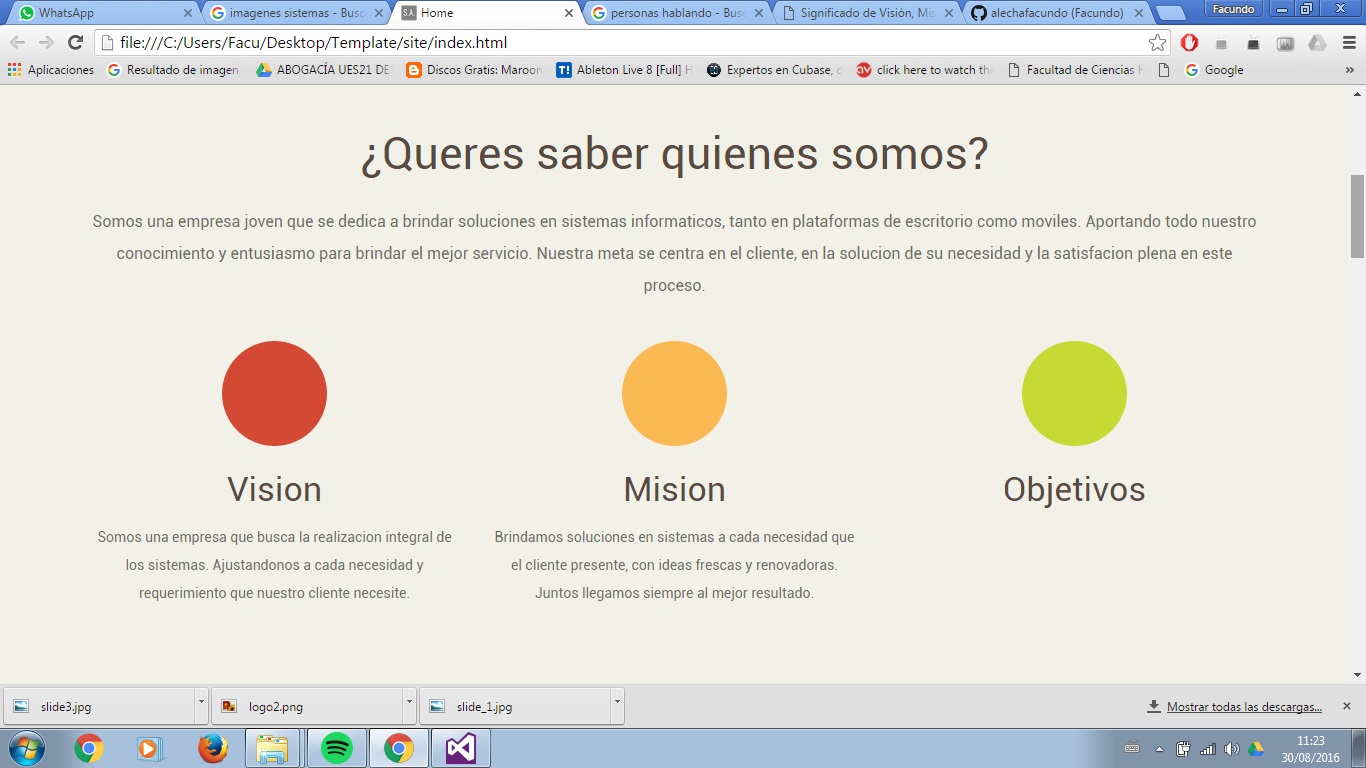 WhatsApp
imagenes sistemas - Busc
S.A. Home
personas hablando - Busc
Significado de Visión, Mis
alechafacundo (Facundo)
Facundo
file:///C:/Users/Facu/Desktop/Template/site/index.html
Aplicaciones
Resultado de imagen
ABOGACÍA UES21 DE
Discos Gratis: Maroon
Ableton Live 8 [Full]
Expertos en Cubase, c
click here to watch the
Facultad de Ciencias
Google
¿Queres saber quienes somos?
Somos una empresa joven que se dedica a brindar soluciones en sistemas informaticos, tanto en plataformas de escritorio como moviles. Aportando todo nuestro
conocimiento y entusiasmo para brindar el mejor servicio. Nuestra meta se centra en el cliente, en la solucion de su necesidad y la satisfacion plena en este
proceso.
Vision
Somos una empresa que busca la realizacion integral de
los sistemas. Ajustandonos a cada necesidad y
requerimiento que nuestro cliente necesite.
Mision
Brindamos soluciones en sistemas a cada necesidad que
el cliente presente, con ideas frescas y renovadoras.
Juntos llegamos siempre al mejor resultado.
Objetivos
slide3.jpg
logo2.png
slide_1.jpg
Mostrar todas las descargas...
11:23
30/08/2016